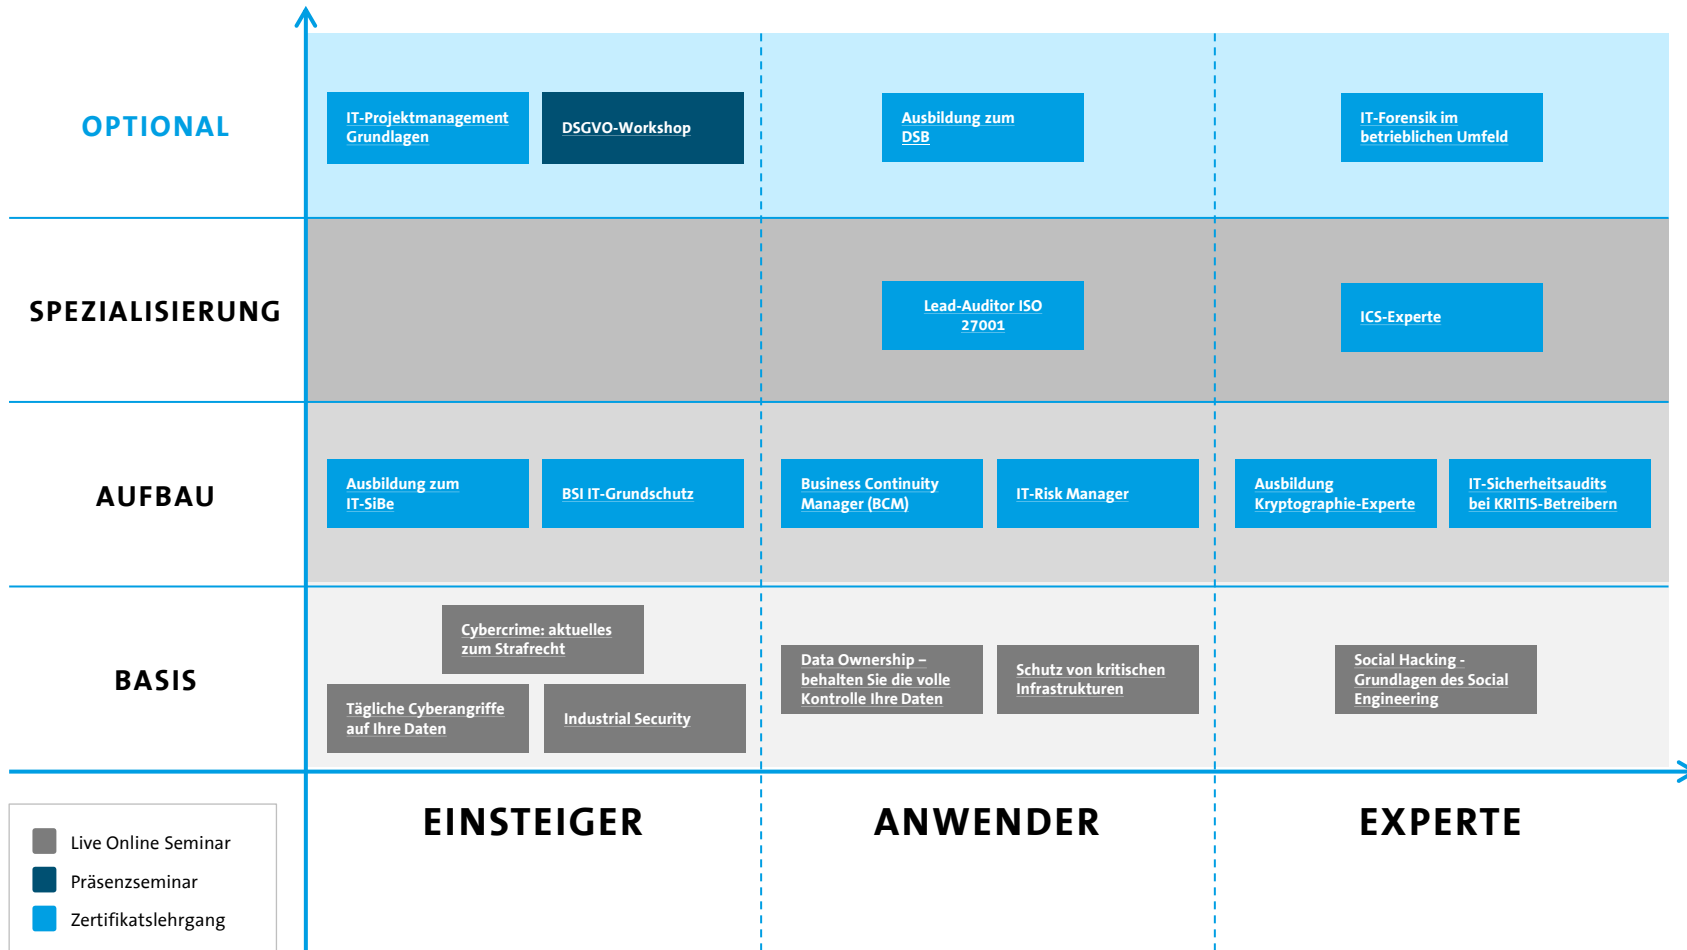 OPTIONAL
IT-Projektmanagement
Grundlagen
DSGVO-Workshop
Ausbildung zum
DSB
IT-Forensik im
betrieblichen Umfeld
SPEZIALISIERUNG
Lead-Auditor ISO
27001
ICS-Experte
AUFBAU
Ausbildung zum
IT-SiBe
BSI IT-Grundschutz
Business Continuity
Manager (BCM)
IT-Risk Manager
Ausbildung
Kryptographie-Experte
IT-Sicherheitsaudits
bei KRITIS-Betreibern
BASIS
Cybercrime: aktuelles
zum Strafrecht
Tägliche Cyberangriffe
auf Ihre Daten
Industrial Security
Data Ownership –
behalten Sie die volle
Kontrolle Ihre Daten
Schutz von kritischen
Infrastrukturen
Social Hacking -
Grundlagen des Social
Engineering
EINSTEIGER
ANWENDER
EXPERTE
Live Online Seminar
Präsenzseminar
Zertifikatslehrgang